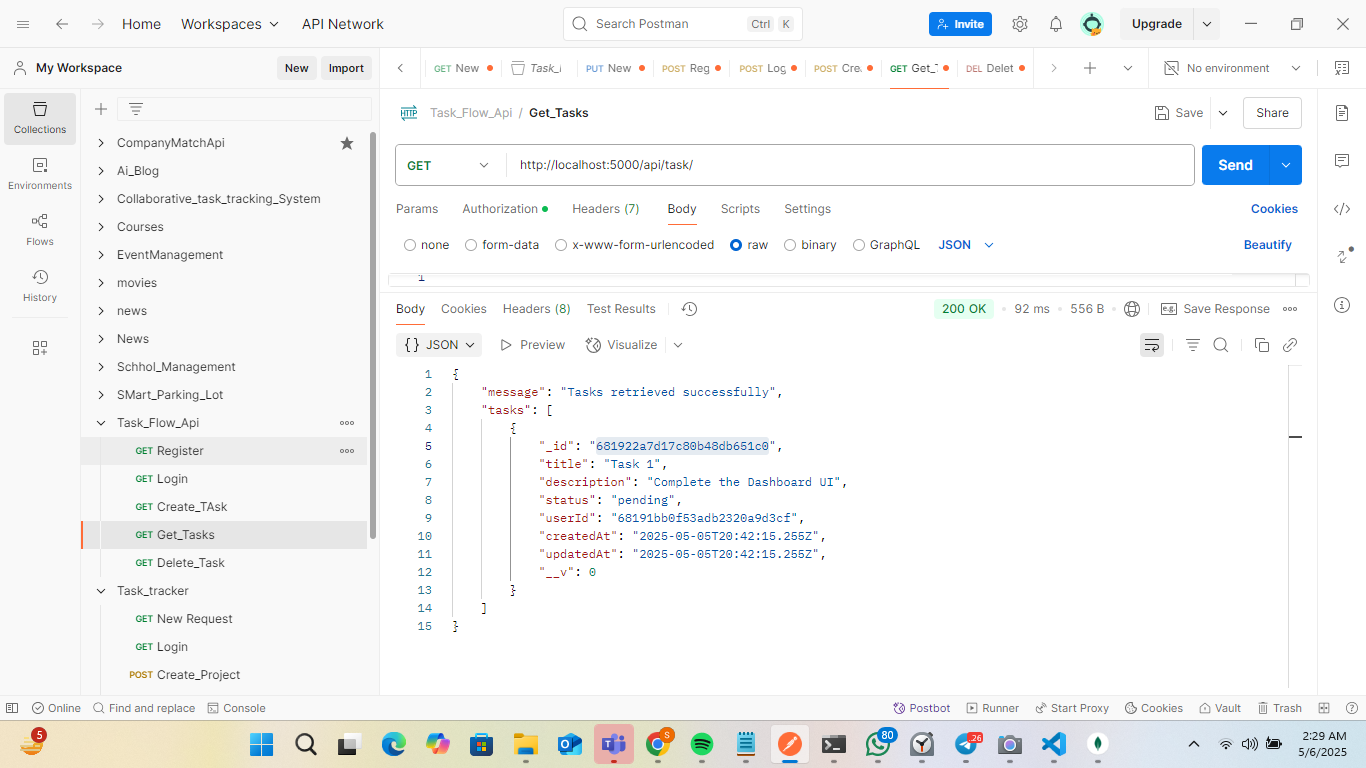 Home Workspaces API Network Search Postman Ctrl K Invite Upgrade
My Workspace New Import GET New Task_I PUT New POST Reg POST Log POST Cre. GET Get_T DEL Delet No environment
Collections
Environments
Flows
History
CompanyMatchApi
Ai_Blog
Collaborative_task_tracking_System
Courses
EventManagement
movies
news
News
Schhol_Management
SMart_Parking_Lot
Task_Flow_Api
GET Register
GET Login
GET Create_TAsk
GET Get_Tasks
GET Delete_Task
Task_tracker
GET New Request
GET Login
POST Create_Project
HTTP Task_Flow_Api / Get_Tasks Save Share
GET http://localhost:5000/api/task/ Send
Params Authorization Headers (7) Body Scripts Settings Cookies
none form-data x-www-form-urlencoded raw binary GraphQL JSON Beautify
1
Body Cookies Headers (8) Test Results 200 OK 92 ms 556 B e.g. Save Response
{} JSON Preview Visualize
1 {
2 "message": "Tasks retrieved successfully",
3 "tasks": [
4 {
5 "_id": "681922a7d17c80b48db651c0",
6 "title": "Task 1",
7 "description": "Complete the Dashboard UI",
8 "status": "pending",
9 "userId": "68191bb0f53adb2320a9d3cf",
10 "createdAt": "2025-05-05T20:42:15.255Z",
11 "updatedAt": "2025-05-05T20:42:15.255Z",
12 "__v": 0
13 }
14 ]
15 }
Online Find and replace Console Postbot Runner Start Proxy Cookies Vault Trash
5 S 80 26 2:29 AM
5/6/2025